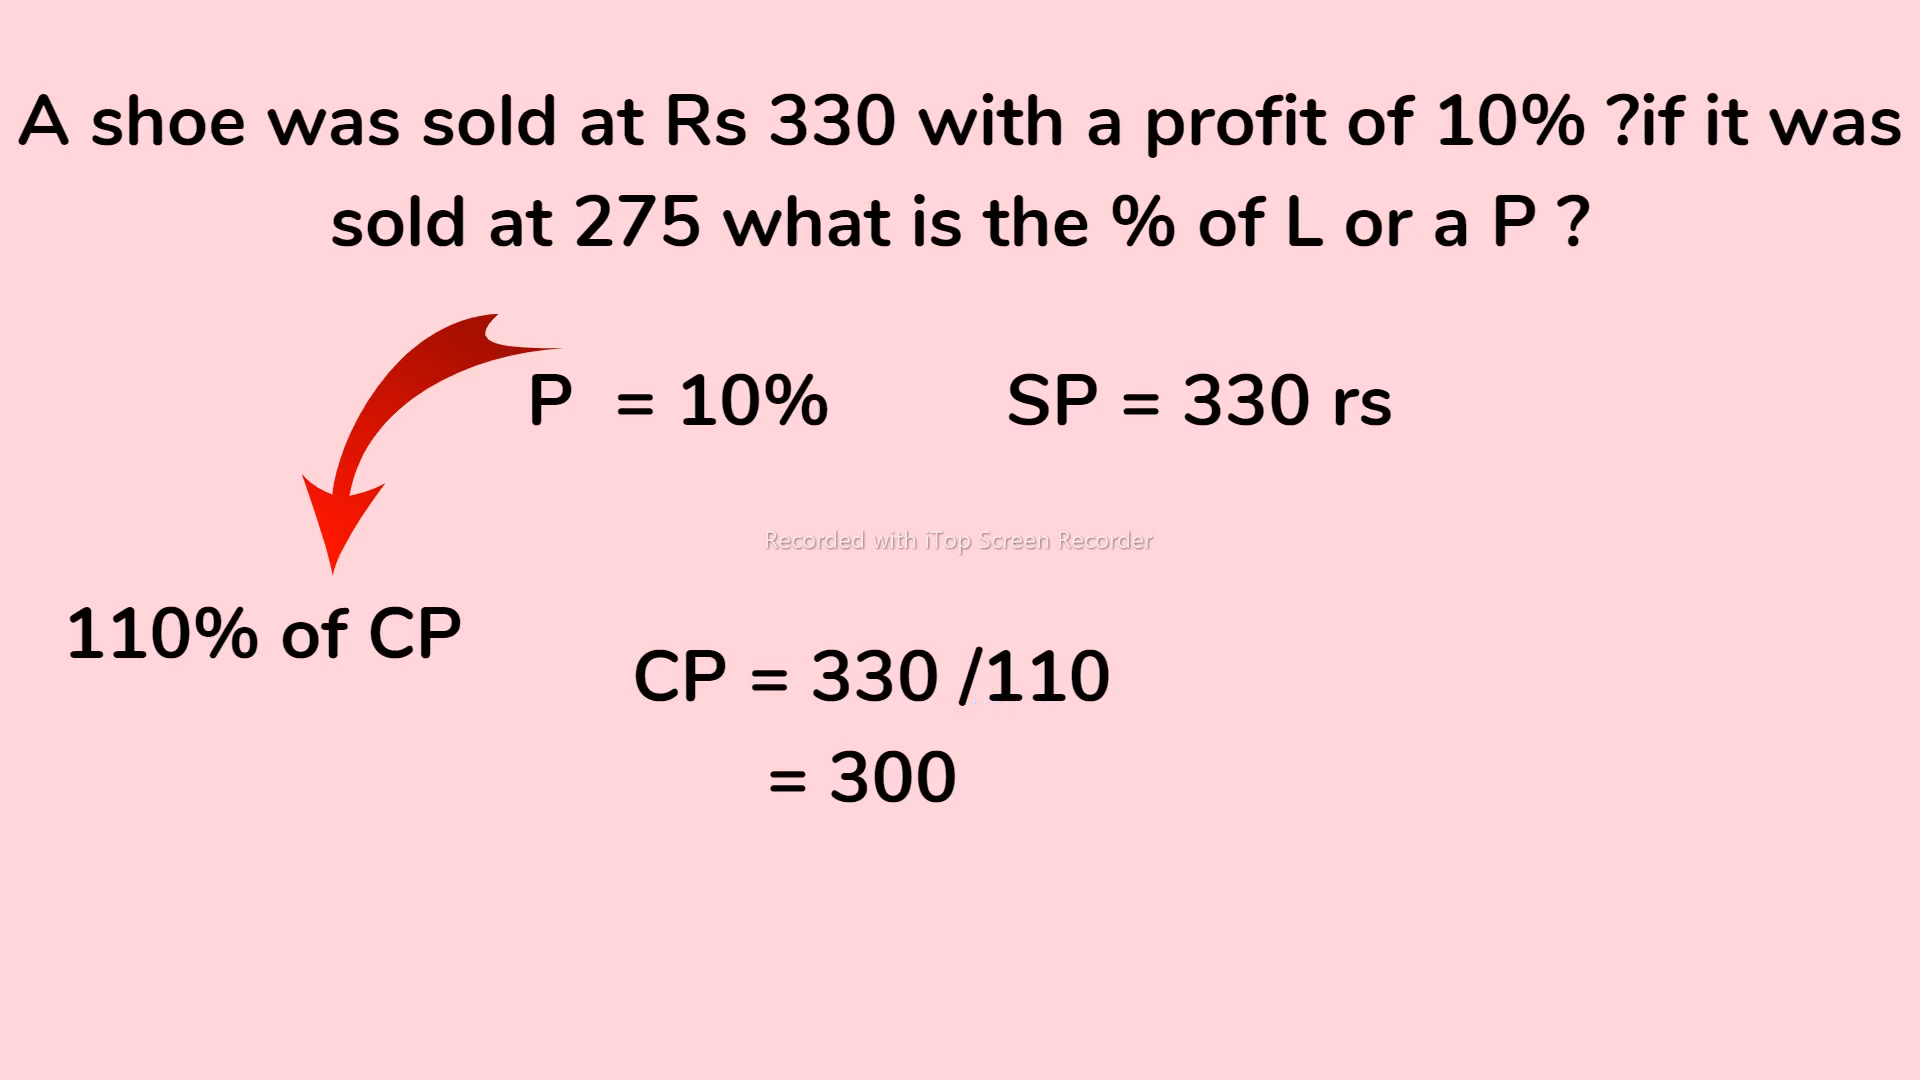 A shoe was sold at Rs 330 with a profit of 10% ?if it was
sold at 275 what is the % of L or a P ?
P = 10%
SP = 330 rs
Recorded with iTop Screen Recorder
110% of CP
CP = 330 /110
= 300